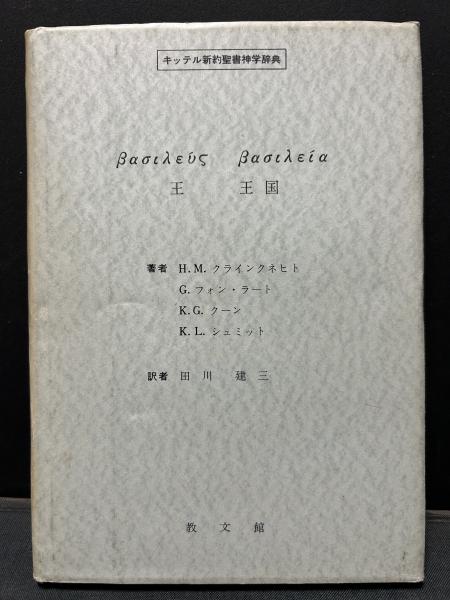 キッテル新約聖書神学辞典
βασιλεύς βασιλεία
王 王国
著者 H.M. クラインクネヒト
G. フォン・ラート
K.G. クーン
K.L. シュミット
訳者 田川 建三
教文館